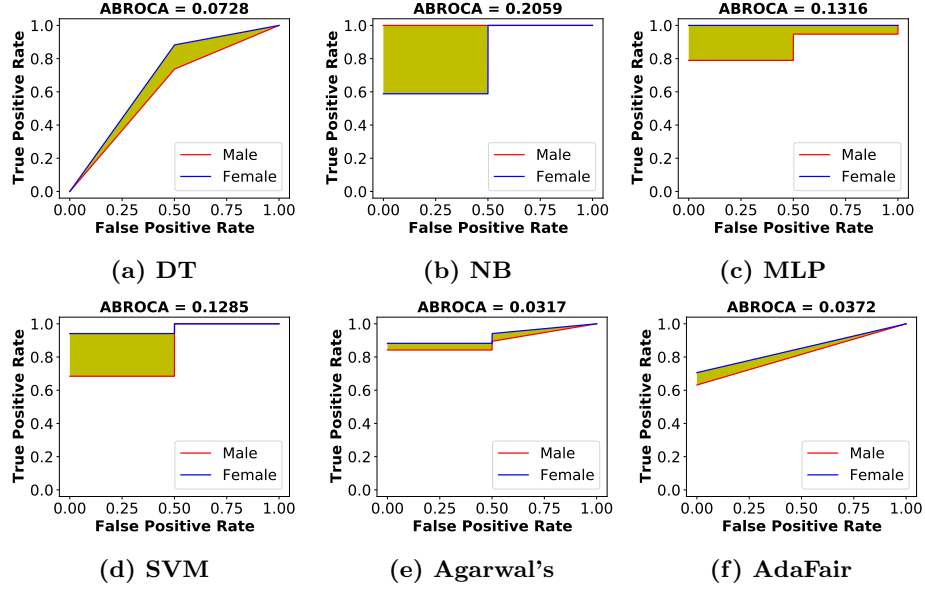 ABROCA = 0.0728
True Positive Rate
1.0
0.8
0.6
0.4
0.2
0.0
Male
Female
0.00 0.25 0.50 0.75 1.00
False Positive Rate
(a) DT
ABROCA = 0.2059
True Positive Rate
1.0
0.8
0.6
0.4
0.2
0.0
Male
Female
0.00 0.25 0.50 0.75 1.00
False Positive Rate
(b) NB
ABROCA = 0.1316
True Positive Rate
1.0
0.8
0.6
0.4
0.2
0.0
Male
Female
0.00 0.25 0.50 0.75 1.00
False Positive Rate
(c) MLP
ABROCA = 0.1285
True Positive Rate
1.0
0.8
0.6
0.4
0.2
0.0
Male
Female
0.00 0.25 0.50 0.75 1.00
False Positive Rate
(d) SVM
ABROCA = 0.0317
True Positive Rate
1.0
0.8
0.6
0.4
0.2
0.0
Male
Female
0.00 0.25 0.50 0.75 1.00
False Positive Rate
(e) Agarwal's
ABROCA = 0.0372
True Positive Rate
1.0
0.8
0.6
0.4
0.2
0.0
Male
Female
0.00 0.25 0.50 0.75 1.00
False Positive Rate
(f) AdaFair